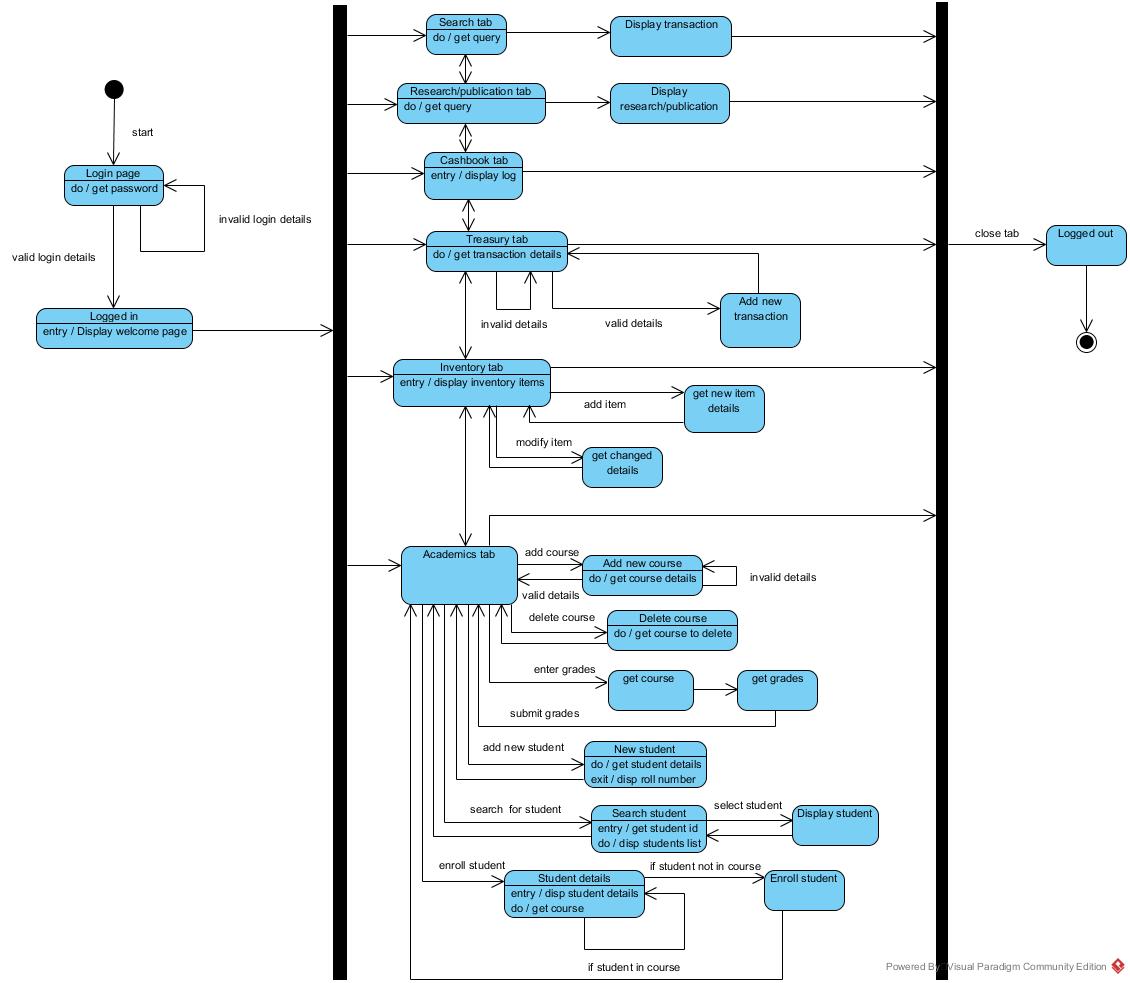 Search tab
do / get query
Display transaction
Research/publication tab
do / get query
Display
research/publication
start
Cashbook tab
entry / display log
Login page
do / get password
invalid login details
valid login details
Treasury tab
do / get transaction details
close tab
Logged out
invalid details
valid details
Add new
transaction
Logged in
entry / Display welcome page
Inventory tab
entry / display inventory items
add item
get new item
details
modify item
get changed
details
Academics tab
add course
Add new course
do / get course details
invalid details
valid details
delete course
Delete course
do / get course to delete
enter grades
get course
get grades
submit grades
add new student
New student
do / get student details
exit / disp roll number
search  for student
Search student
entry / get student id
do / disp students list
select student
Display student
enroll student
Student details
entry / disp student details
do / get course
if student not in course
Enroll student
if student in course
Powered By Visual Paradigm Community Edition